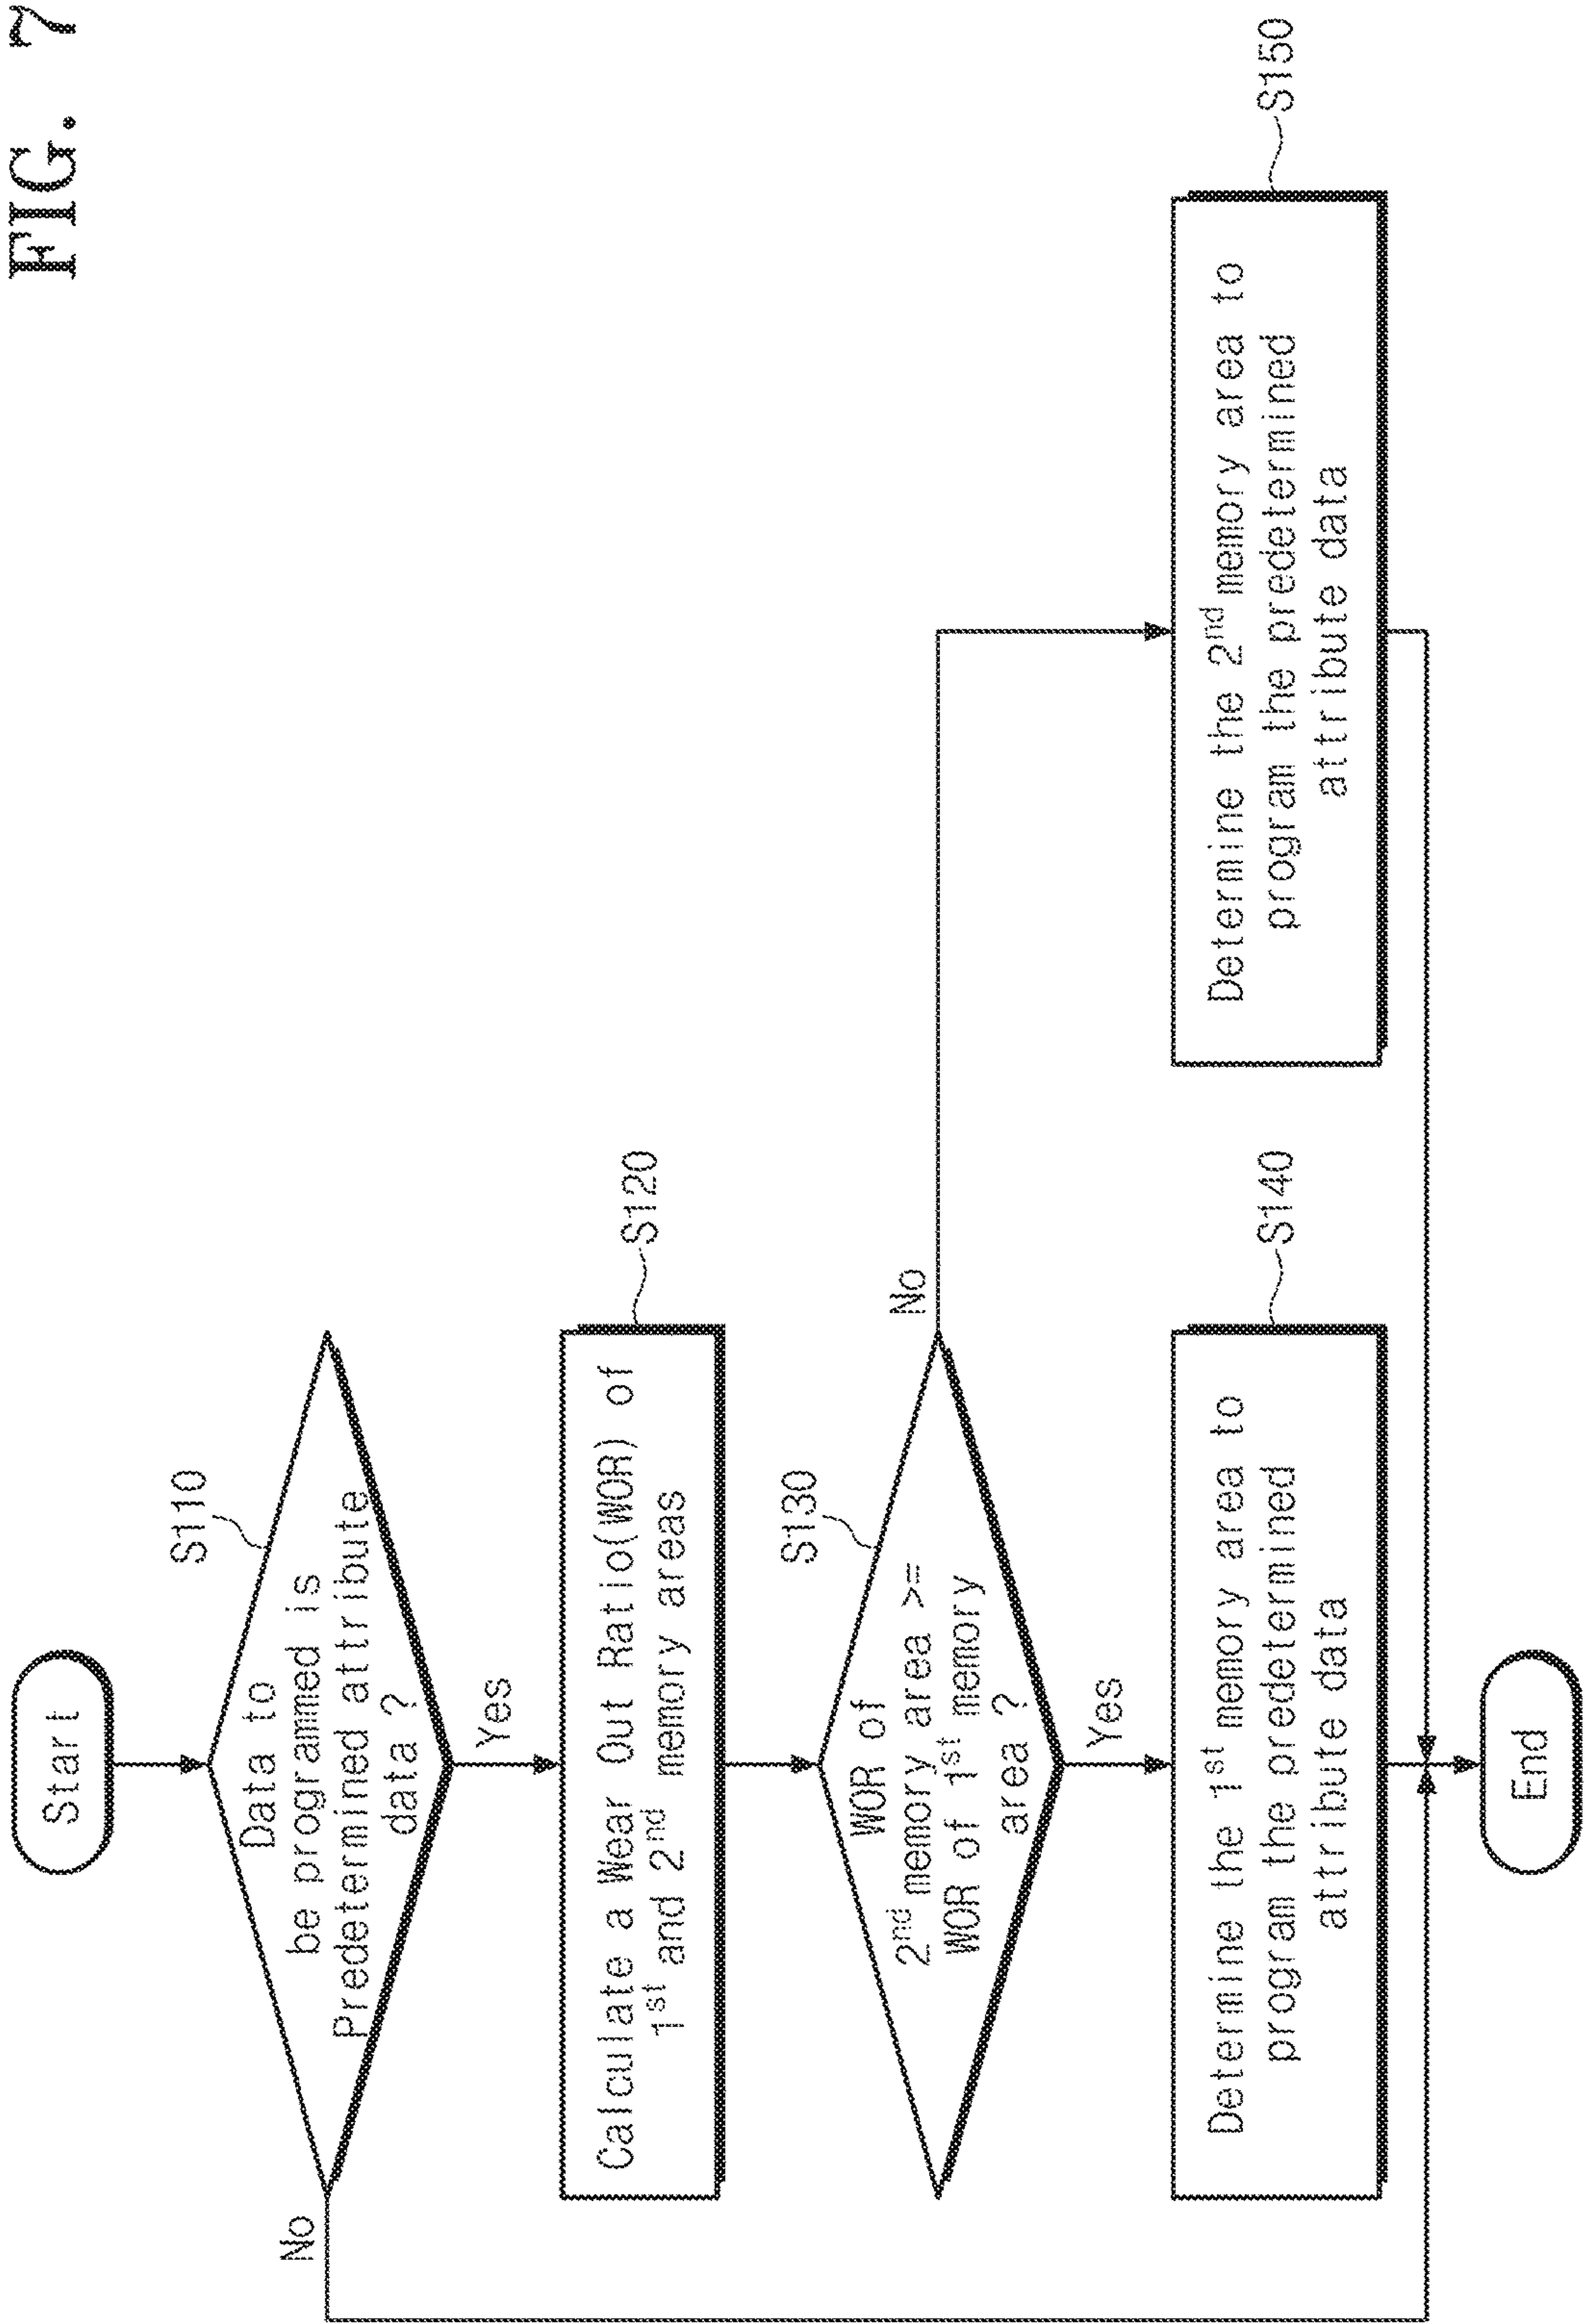 FIG. 7
Start
S110
Data to
be programmed is
Predetermined attribute
data ?
No
Yes
S120
Calculate a Wear Out Ratio(WOR) of
1st and 2nd memory areas
S130
WOR of
2nd memory area >=
WOR of 1st memory
area ?
No
Yes
S140
Determine the 1st memory area to
program the predetermined
attribute data
S150
Determine the 2nd memory area to
program the predetermined
attribute data
End